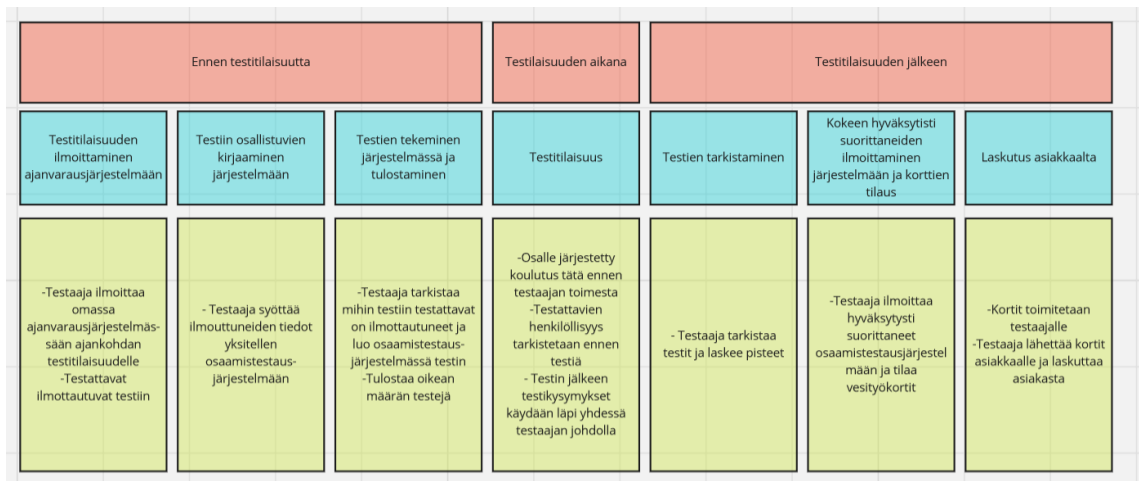 Ennen testitilaisuutta
Testilaisuuden aikana
Testitilaisuuden jälkeen
Testitilaisuuden
ilmoittaminen
ajanvarausjärjestelmään
Testiin osallistuvien
kirjaaminen
järjestelmään
Testien tekeminen
järjestelmässä ja
tulostaminen
Testitilaisuus
Testien tarkistaminen
Kokeen hyväksytisti
suorittaneiden
ilmoittaminen
järjestelmään ja korttien
tilaus
Laskutus asiakkaalta
-Testaaja ilmoittaa
omassa
ajanvarausjärjestelmäs-
sään ajankohdan
testitilaisuudelle
-Testattavat
ilmottautuvat testiin
- Testaaja syöttää
ilmouttuneiden tiedot
yksitellen
osaamistestaus-
järjestelmään
-Testaaja tarkistaa
mihin testiin testattavat
on ilmottautuneet ja
luo osaamistestaus-
järjestelmässä testin
-Tulostaa oikean
määrän testejä
-Osalle järjestetty
koulutus tätä ennen
testaajan toimesta
-Testattavien
henkilöllisyys
tarkistetaan ennen
testiä
- Testin jälkeen
testikysymykset
käydään läpi yhdessä
testaajan johdolla
- Testaaja tarkistaa
testit ja laskee pisteet
-Testaaja ilmoittaa
hyväksytysti
suorittaneet
osaamistestausjärjestel
mään ja tilaa
vesityökortit
-Kortit toimitetaan
testaajalle
-Testaaja lähettää kortit
asiakkaalle ja laskuttaa
asiakasta